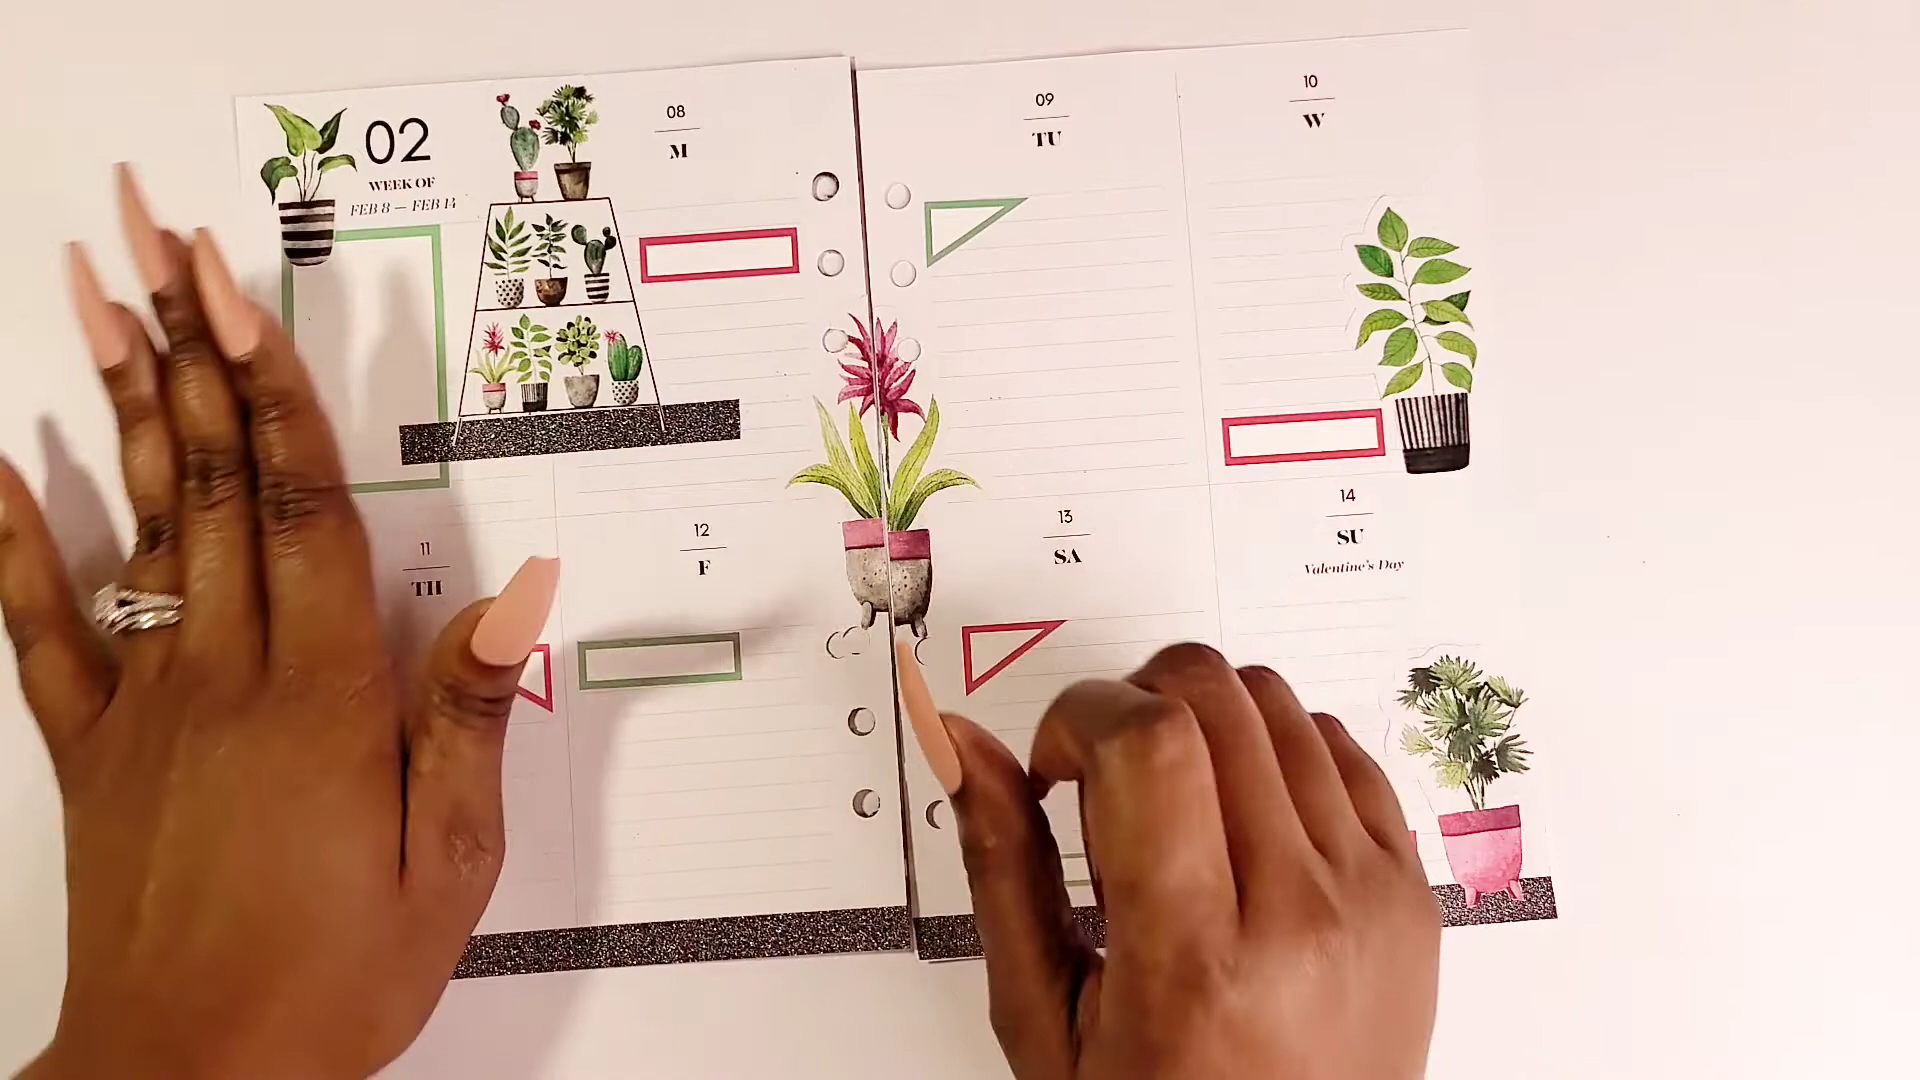 02
WEEK OF
FEB 8 — FEB 14
08
M
09
TU
10
W
11
TH
12
F
13
SA
14
SU
Valentine's Day